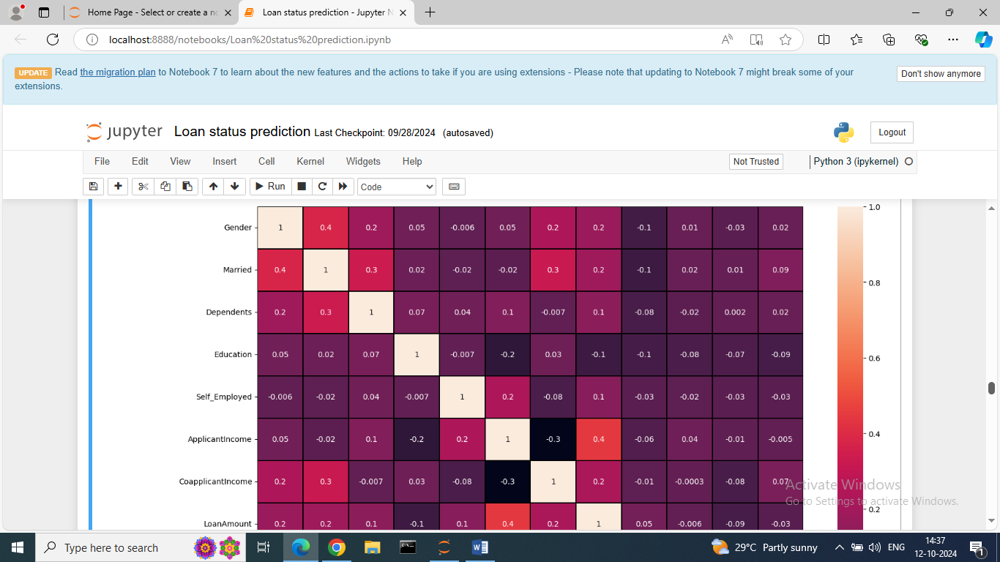 Home Page - Select or create a no
Loan status prediction - Jupyter N
localhost:8888/notebooks/Loan%20status%20prediction.ipynb
UPDATE Read the migration plan to Notebook 7 to learn about the new features and the actions to take if you are using extensions - Please note that updating to Notebook 7 might break some of your
extensions.
Don't show anymore
jupyter Loan status prediction Last Checkpoint: 09/28/2024 (autosaved)
Logout
File Edit View Insert Cell Kernel Widgets Help
Not Trusted
Python 3 (ipykernel)
Run
Code
Gender 1 0.4 0.2 0.05 -0.006 0.05 0.2 0.2 -0.1 0.01 -0.03 0.02
Married 0.4 1 0.3 0.02 -0.02 -0.02 0.3 0.2 -0.1 0.02 0.01 0.09
Dependents 0.2 0.3 1 0.07 0.04 0.1 -0.007 0.1 -0.08 -0.02 0.002 0.02
Education 0.05 0.02 0.07 1 -0.007 -0.2 0.03 -0.1 -0.1 -0.08 -0.07 -0.09
Self_Employed -0.006 -0.02 0.04 -0.007 1 0.2 -0.08 0.1 -0.03 -0.02 -0.03 -0.03
ApplicantIncome 0.05 -0.02 0.1 -0.2 0.2 1 -0.3 0.4 -0.06 0.04 -0.01 -0.005
CoapplicantIncome 0.2 0.3 -0.007 0.03 -0.08 -0.3 1 0.2 -0.01 -0.0003 -0.08 0.07
LoanAmount 0.2 0.2 0.1 -0.1 0.1 0.4 0.2 1 0.05 -0.006 -0.09 -0.03
1.0
0.8
0.6
0.4
0.2
Activate Windows
Go to Settings to activate Windows.
Type here to search
29°C Partly sunny
ENG
14:37
12-10-2024
1